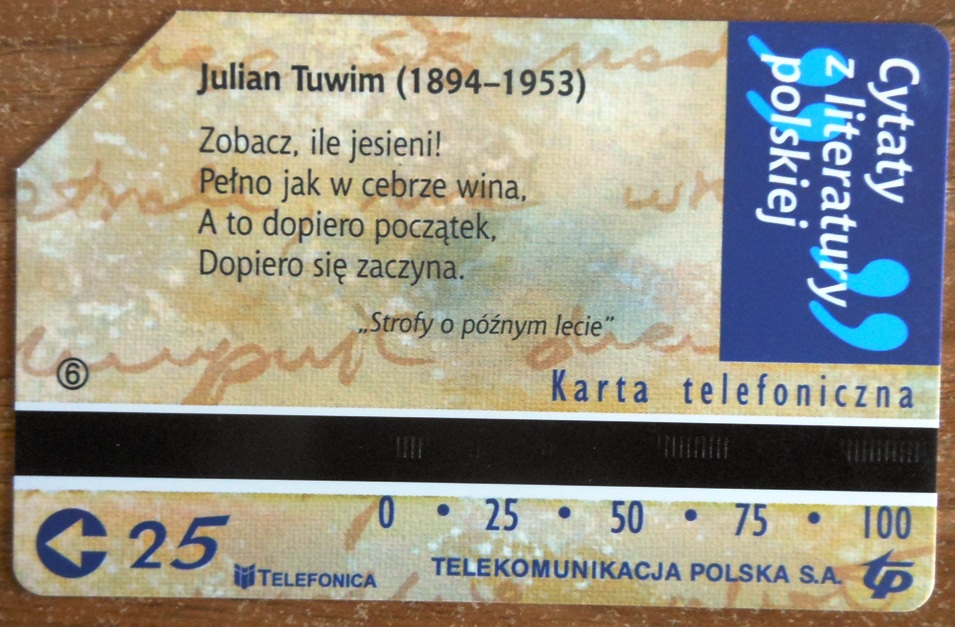 Julian Tuwim (1894–1953)
Zobacz, ile jesieni!
Pełno jak w cebrze wina,
A to dopiero początek,
Dopiero się zaczyna.
„Strofy o późnym lecie”
Cytaty
z literatury
polskiej
6
Karta telefoniczna
0 • 25 • 50 • 75 • 100
25
TELEFONICA
TELEKOMUNIKACJA POLSKA S.A.
tp